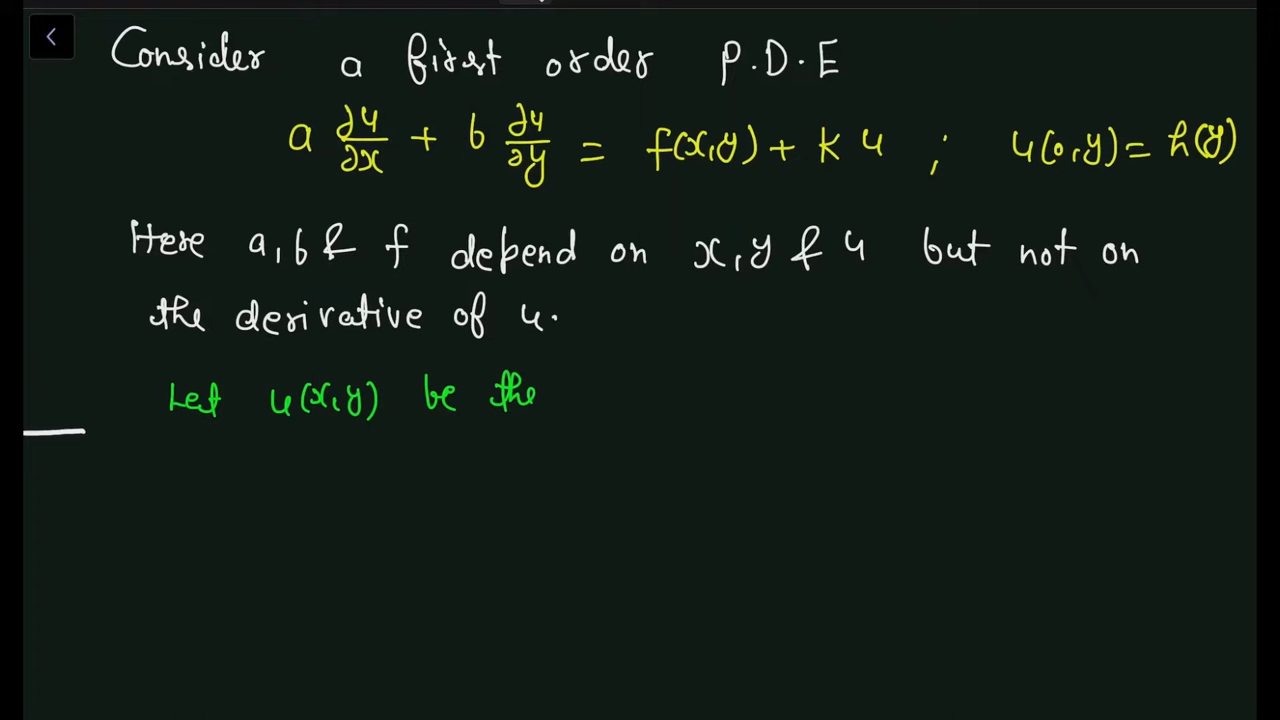 Consider a first order P.D.E
a ∂u/∂x + b ∂u/∂y = f(x,y) + k u ; u(0,y) = h(y)
Here a, b & f depend on x, y & u but not on
the derivative of u.
Let u(x,y) be the